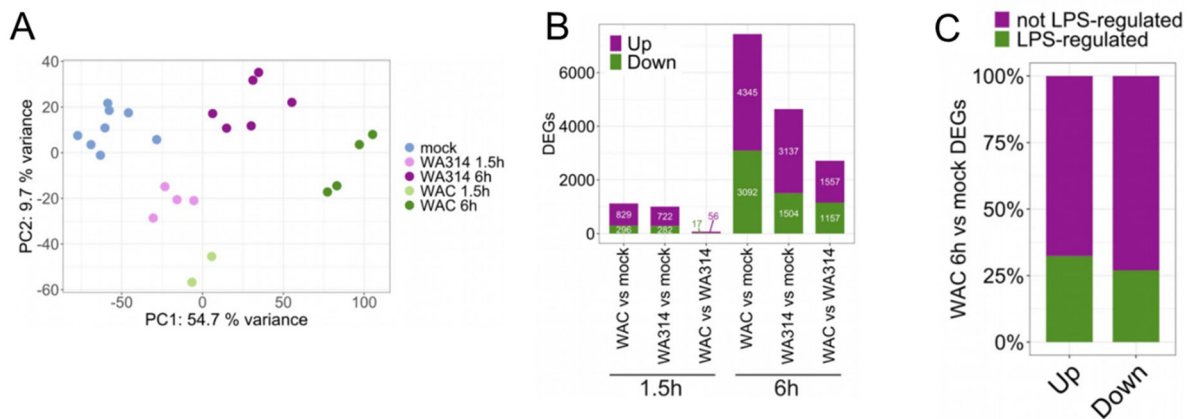 A
40
20
0
-20
-40
-60
PC2: 9.7 % variance
-50
0
50
100
PC1: 54.7 % variance
mock
WA314 1.5h
WA314 6h
WAC 1.5h
WAC 6h
B
Up
Down
DEGs
6000
4000
2000
0
829
296
722
282
17
56
4345
3092
3137
1504
1557
1157
WAC vs mock
WA314 vs mock
WAC vs WA314
WAC vs mock
WA314 vs mock
WAC vs WA314
1.5h
6h
C
not LPS-regulated
LPS-regulated
WAC 6h vs mock DEGs
100%
75%
50%
25%
0%
Up
Down